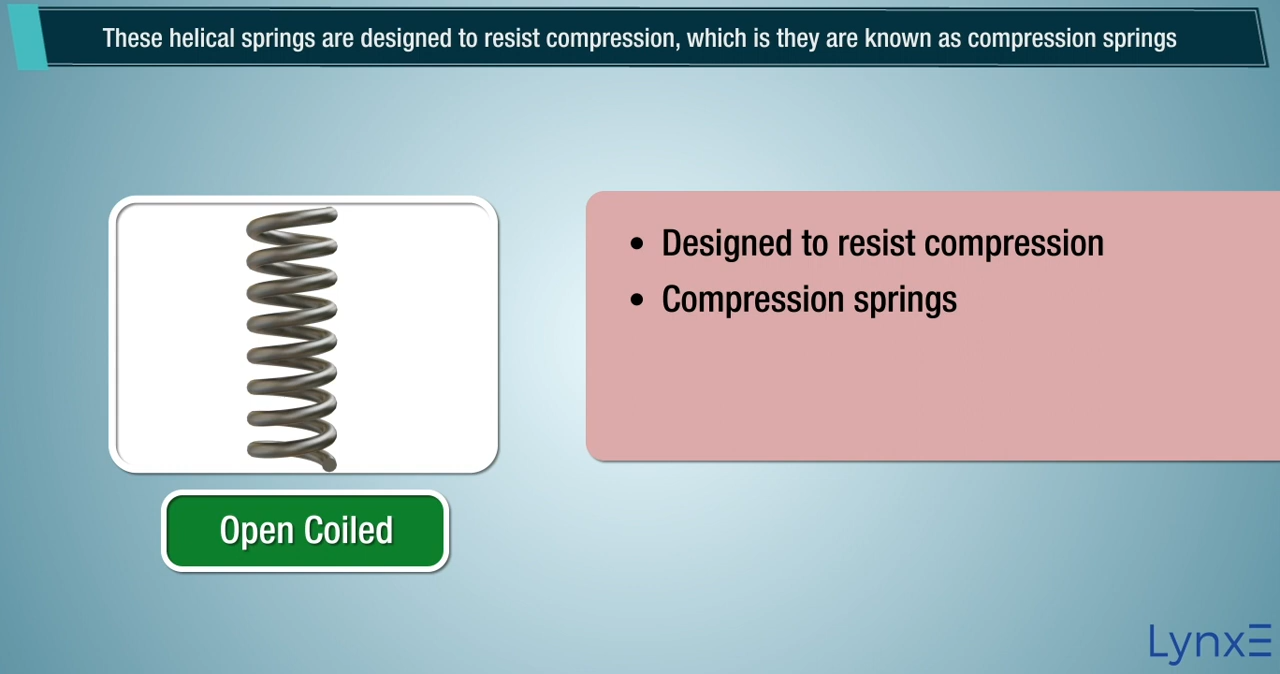 These helical springs are designed to resist compression, which is they are known as compression springs
• Designed to resist compression
• Compression springs
Open Coiled
LynxE